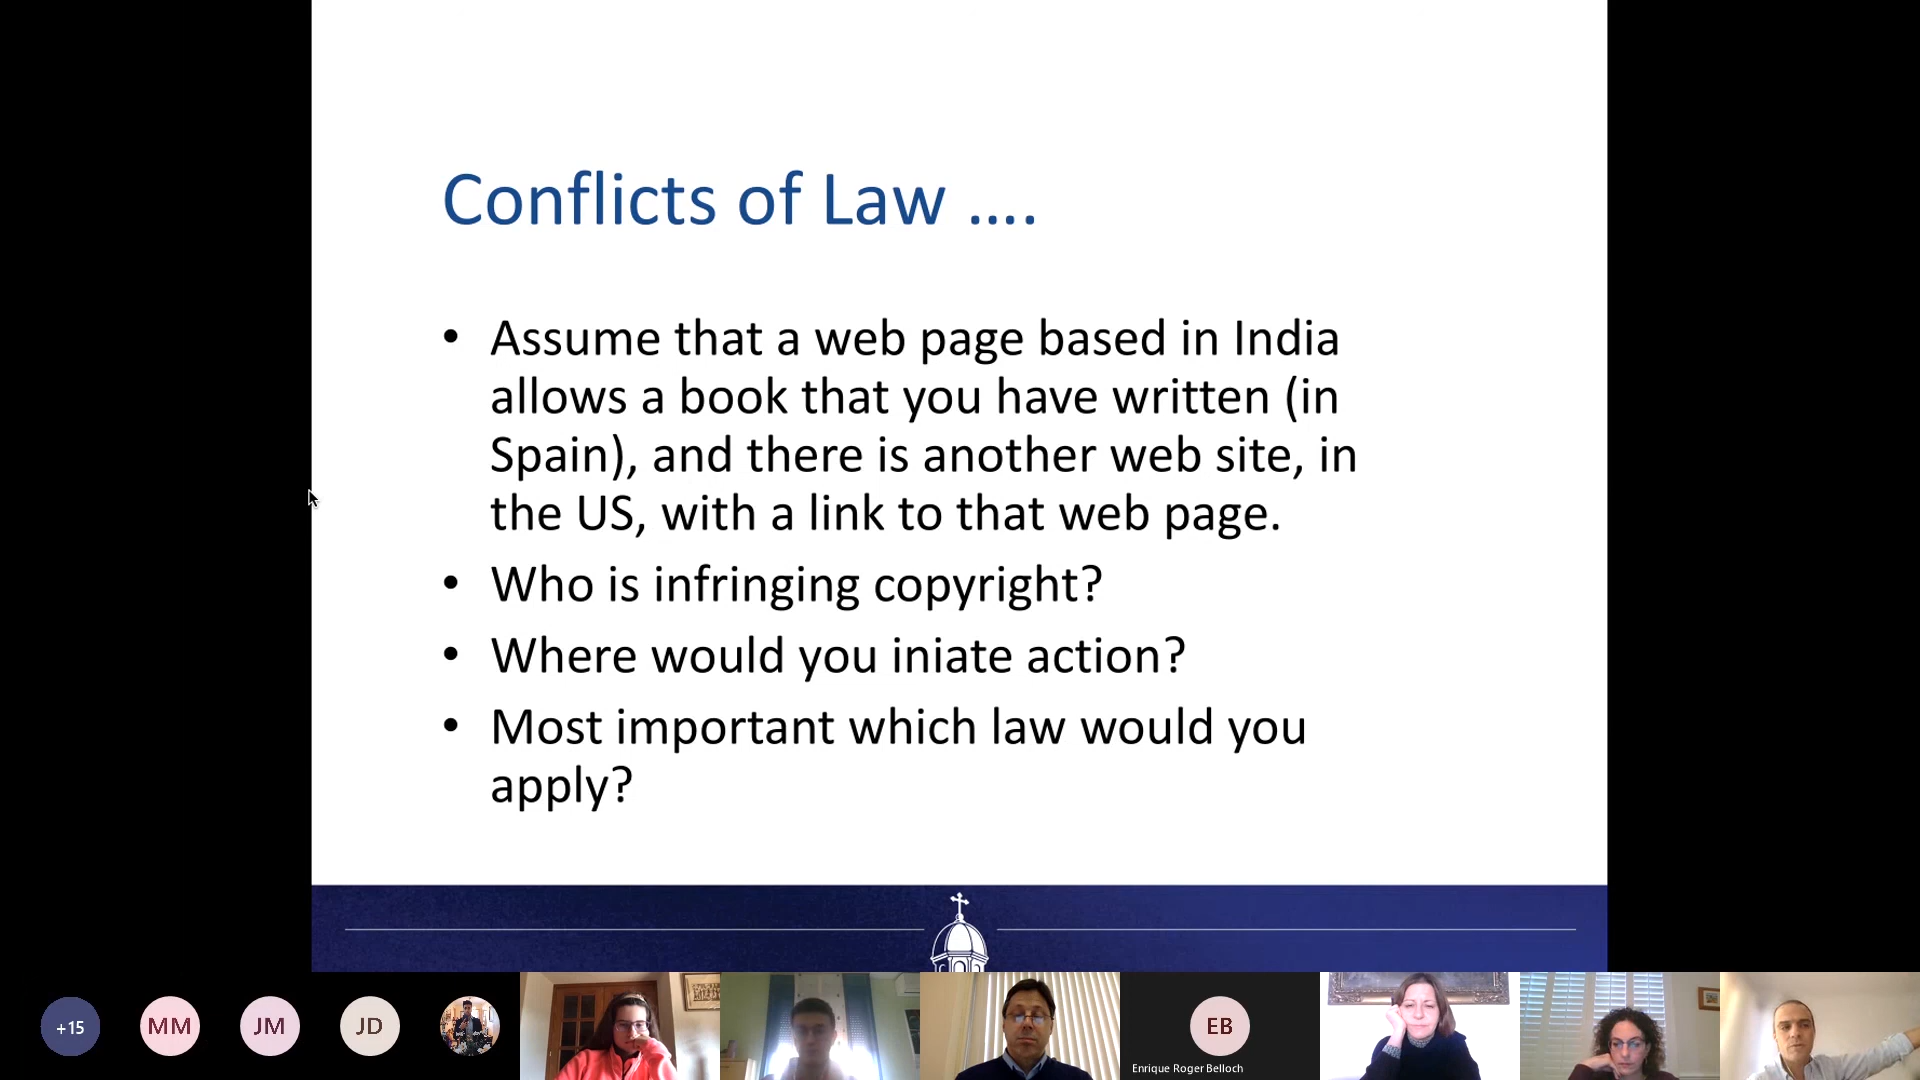 Conflicts of Law ....
• Assume that a web page based in India
allows a book that you have written (in
Spain), and there is another web site, in
the US, with a link to that web page.
• Who is infringing copyright?
• Where would you iniate action?
• Most important which law would you
apply?
+15
MM
JM
JD
EB
Enrique Roger Belloch